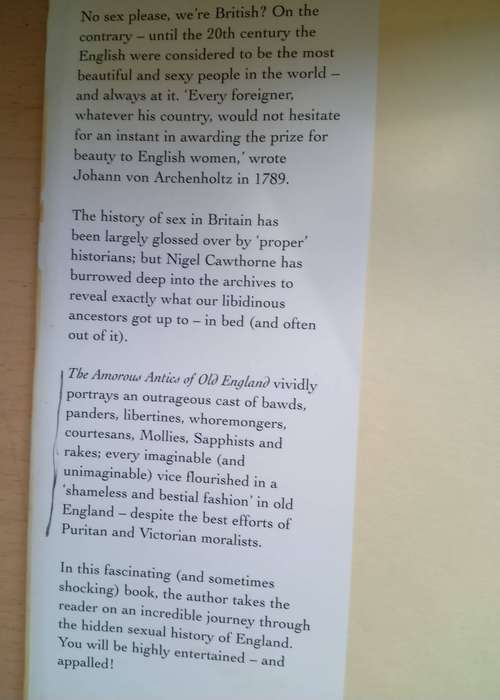 No sex please, we're British? On the
contrary – until the 20th century the
English were considered to be the most
beautiful and sexy people in the world –
and always at it. 'Every foreigner,
whatever his country, would not hesitate
for an instant in awarding the prize for
beauty to English women,' wrote
Johann von Archenholtz in 1789.
The history of sex in Britain has
been largely glossed over by 'proper'
historians; but Nigel Cawthorne has
burrowed deep into the archives to
reveal exactly what our libidinous
ancestors got up to – in bed (and often
out of it).
The Amorous Antics of Old England vividly
portrays an outrageous cast of bawds,
panders, libertines, whoremongers,
courtesans, Mollies, Sapphists and
rakes; every imaginable (and
unimaginable) vice flourished in a
'shameless and bestial fashion' in old
England – despite the best efforts of
Puritan and Victorian moralists.
In this fascinating (and sometimes
shocking) book, the author takes the
reader on an incredible journey through
the hidden sexual history of England.
You will be highly entertained – and
appalled!